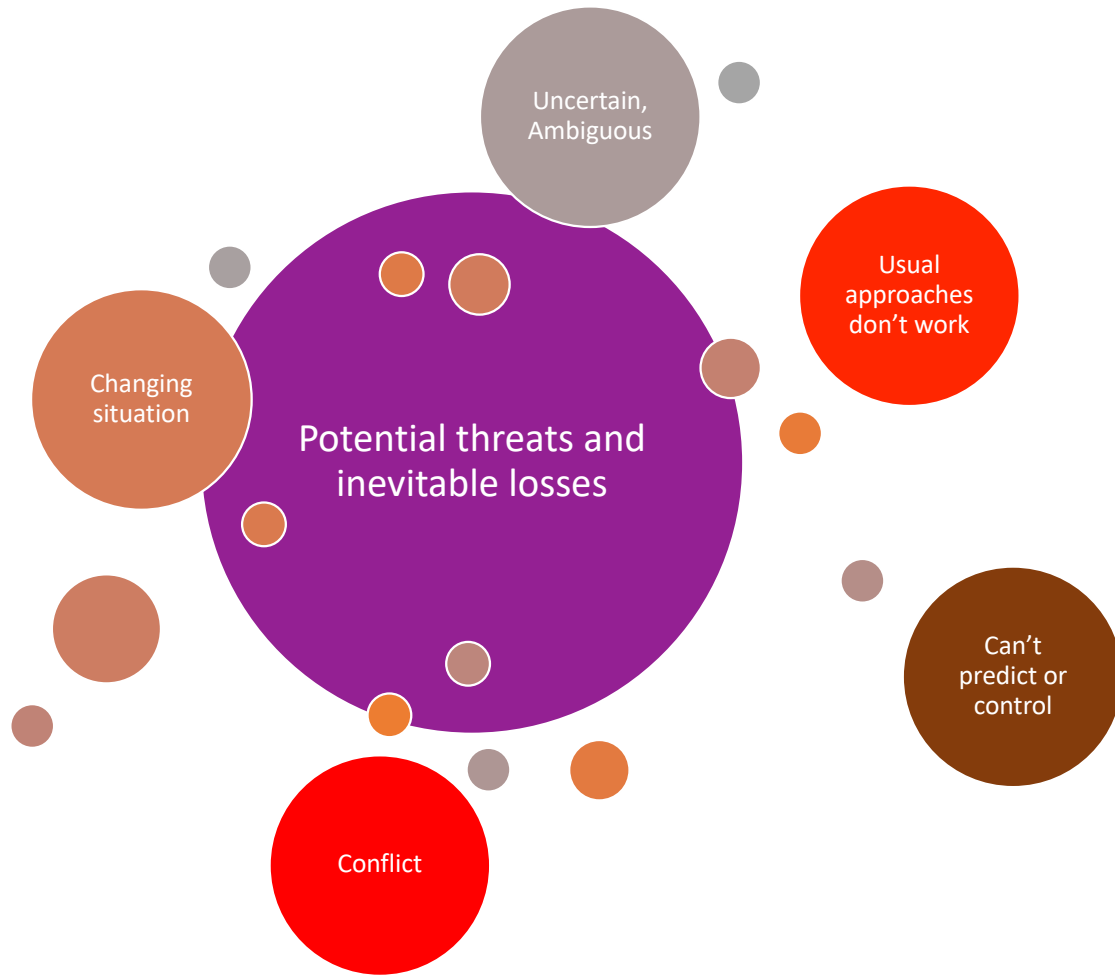 Uncertain,
Ambiguous
Usual
approaches
don’t work
Changing
situation
Potential threats and
inevitable losses
Can’t
predict or
control
Conflict